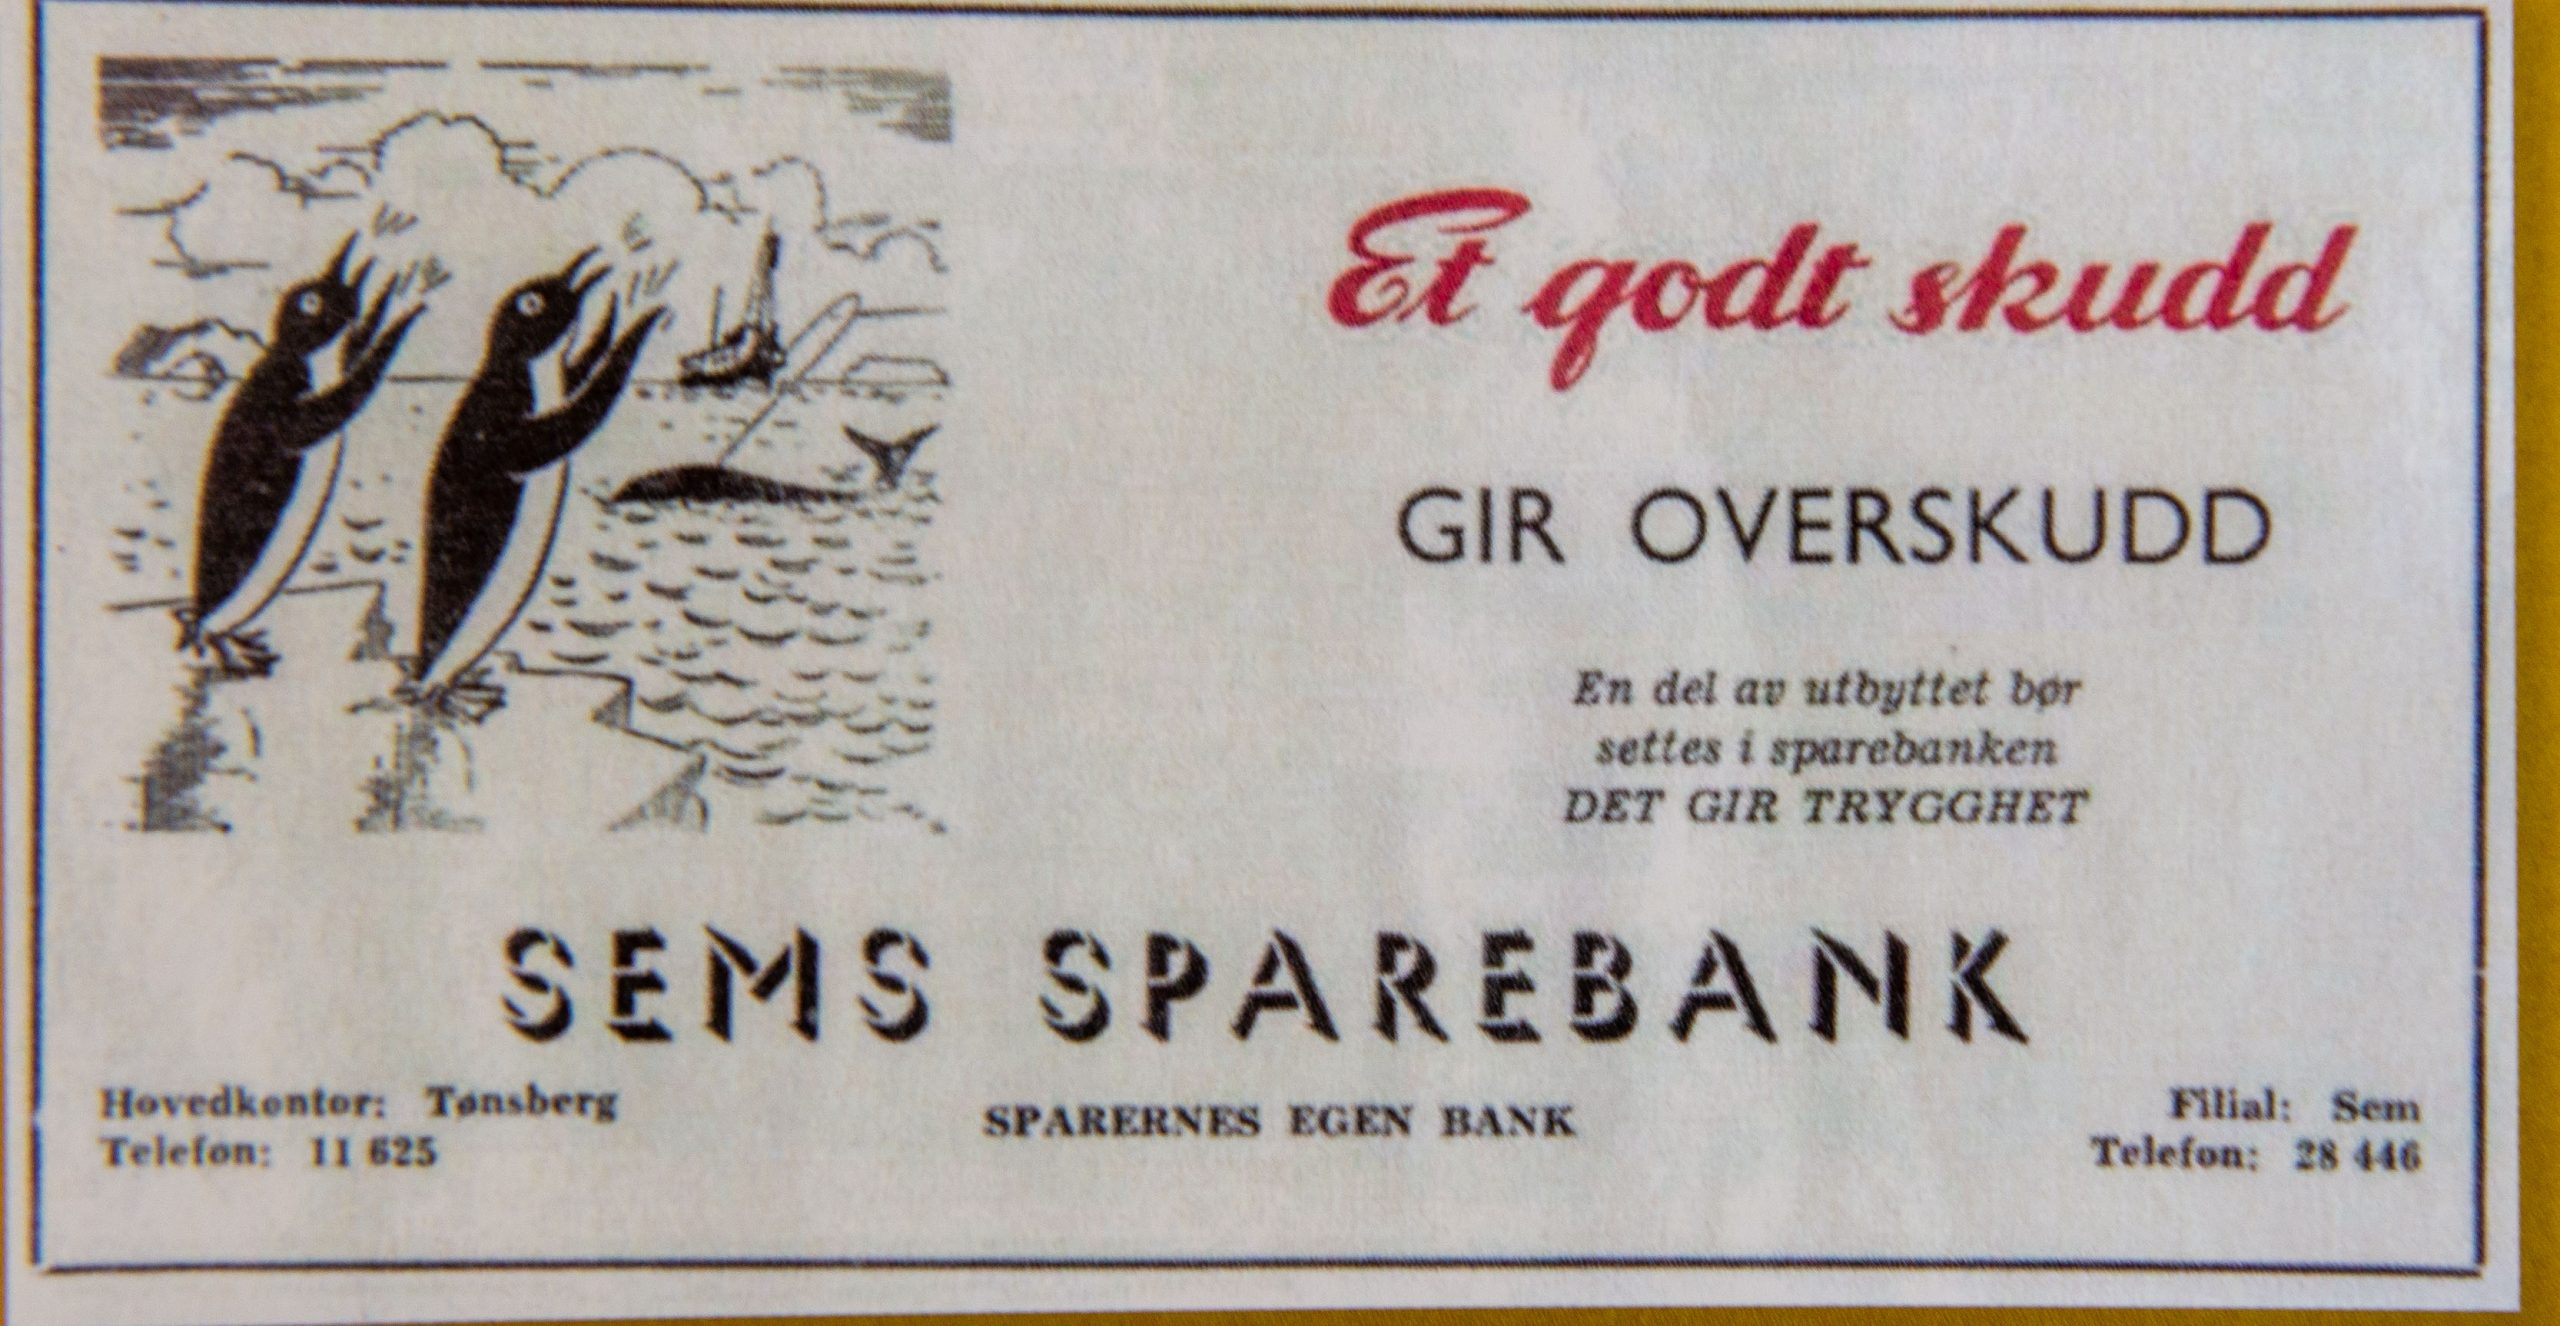 Et godt skudd
GIR OVERSKUDD
En del av utbyttet bør
settes i sparebanken
DET GIR TRYGGHET
SEMS SPAREBANK
Hovedkontor: Tønsberg
Telefon: 11 625
SPARERNES EGEN BANK
Filial: Sem
Telefon: 28 446